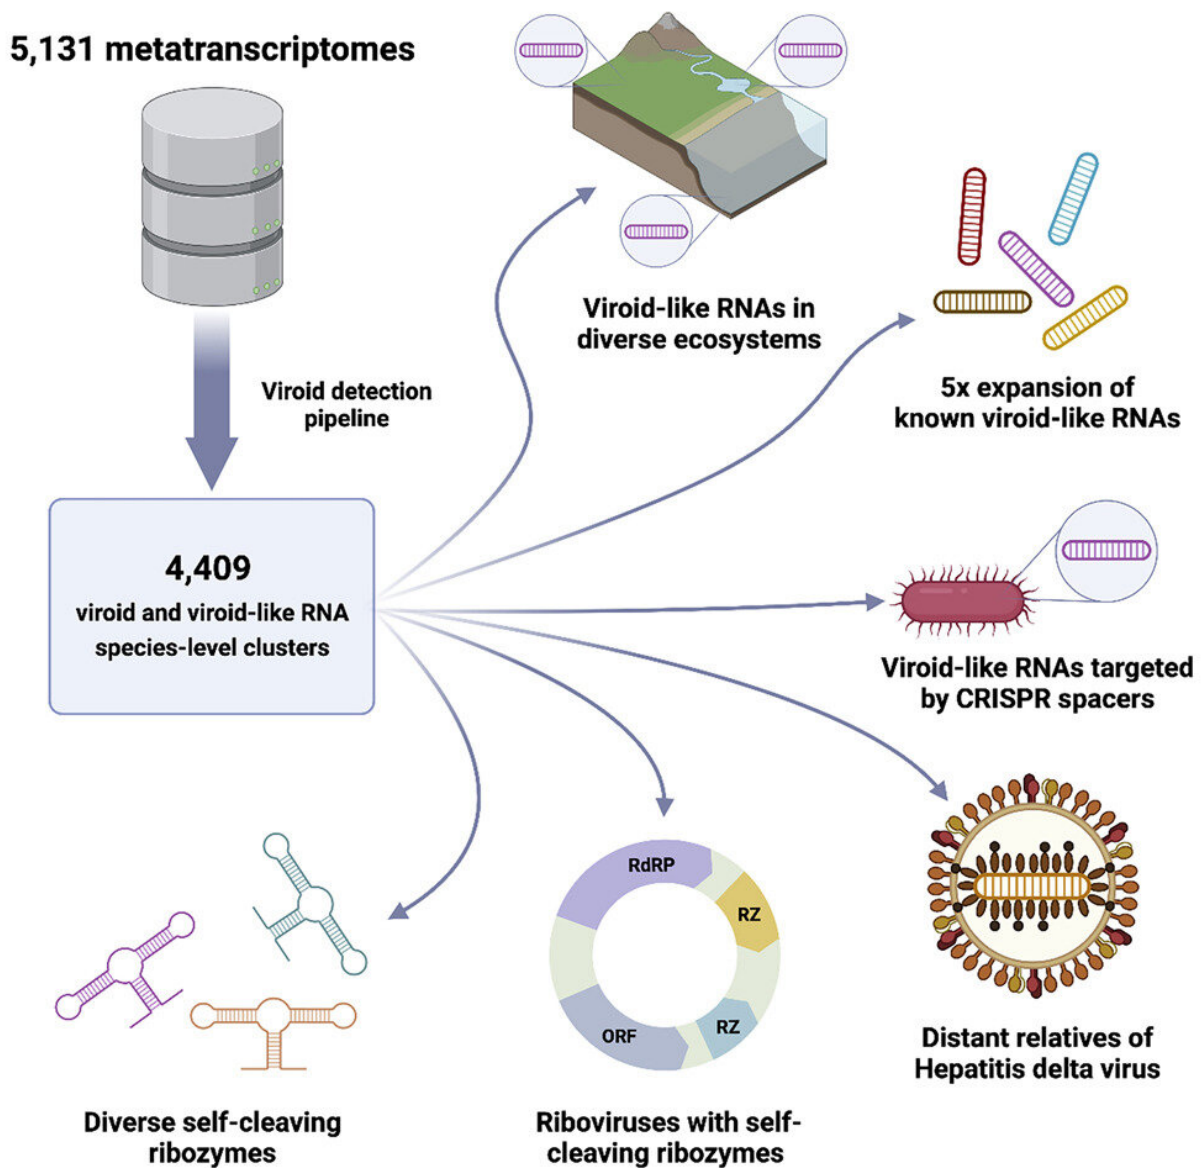 5,131 metatranscriptomes
Viroid detection
pipeline
4,409
viroid and viroid-like RNA
species-level clusters
Viroid-like RNAs in
diverse ecosystems
5x expansion of
known viroid-like RNAs
Viroid-like RNAs targeted
by CRISPR spacers
Distant relatives of
Hepatitis delta virus
RdRP
RZ
RZ
ORF
Riboviruses with self-
cleaving ribozymes
Diverse self-cleaving
ribozymes